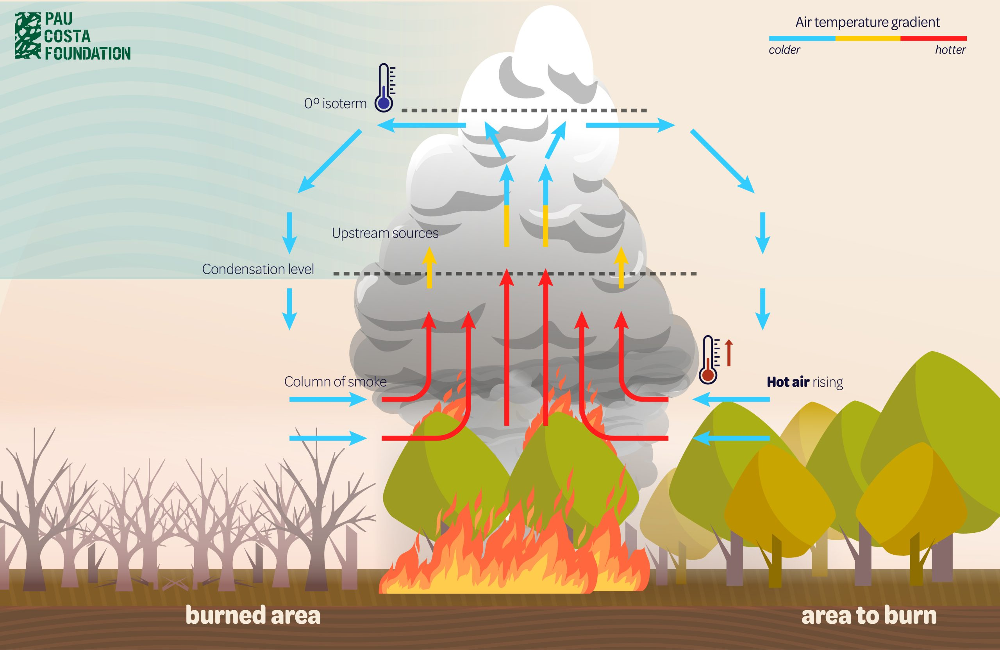 PAU
COSTA
FOUNDATION
Air temperature gradient
colder
hotter
0º isoterm
Upstream sources
Condensation level
Column of smoke
Hot air rising
burned area
area to burn